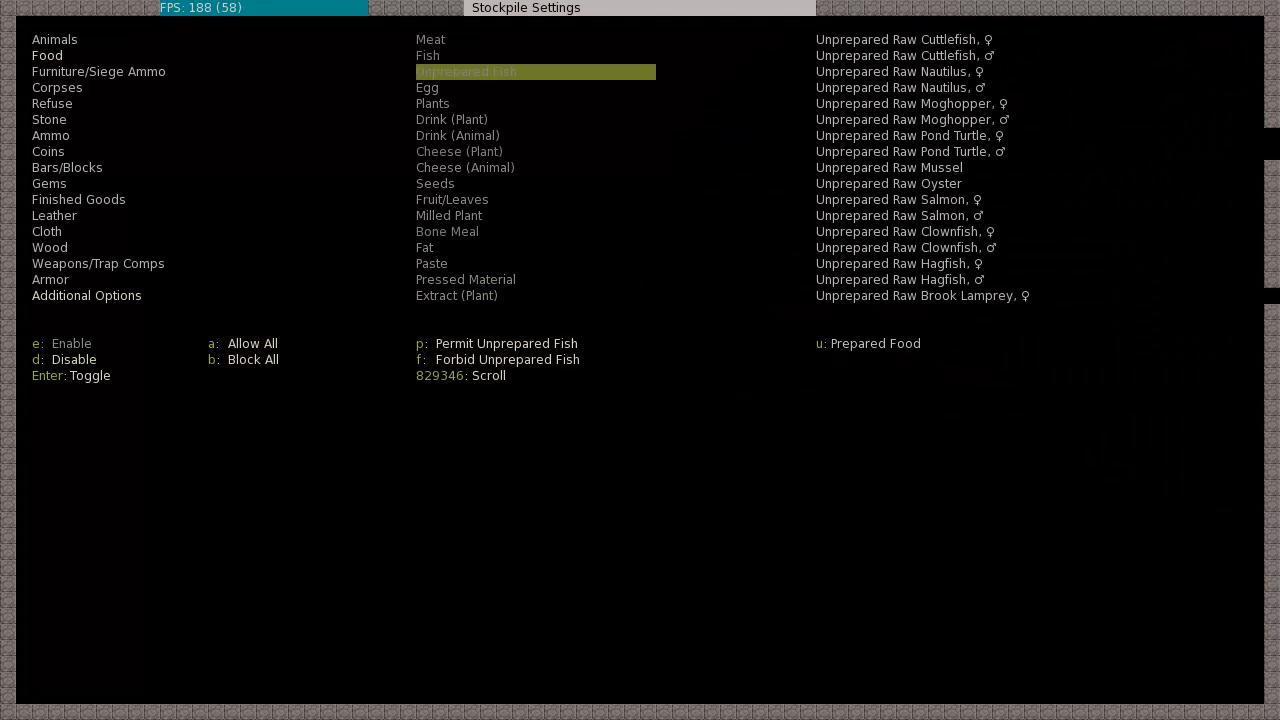 FPS: 188 (58)
Stockpile Settings
Animals
Food
Furniture/Siege Ammo
Corpses
Refuse
Stone
Ammo
Coins
Bars/Blocks
Gems
Finished Goods
Leather
Cloth
Wood
Weapons/Trap Comps
Armor
Additional Options
Meat
Fish
Unprepared Fish
Egg
Plants
Drink (Plant)
Drink (Animal)
Cheese (Plant)
Cheese (Animal)
Seeds
Fruit/Leaves
Milled Plant
Bone Meal
Fat
Paste
Pressed Material
Extract (Plant)
Unprepared Raw Cuttlefish, ♀
Unprepared Raw Cuttlefish, ♂
Unprepared Raw Nautilus, ♀
Unprepared Raw Nautilus, ♂
Unprepared Raw Moghopper, ♀
Unprepared Raw Moghopper, ♂
Unprepared Raw Pond Turtle, ♀
Unprepared Raw Pond Turtle, ♂
Unprepared Raw Mussel
Unprepared Raw Oyster
Unprepared Raw Salmon, ♀
Unprepared Raw Salmon, ♂
Unprepared Raw Clownfish, ♀
Unprepared Raw Clownfish, ♂
Unprepared Raw Hagfish, ♀
Unprepared Raw Hagfish, ♂
Unprepared Raw Brook Lamprey, ♀
e: Enable
d: Disable
Enter: Toggle
a: Allow All
b: Block All
p: Permit Unprepared Fish
f: Forbid Unprepared Fish
829346: Scroll
u: Prepared Food